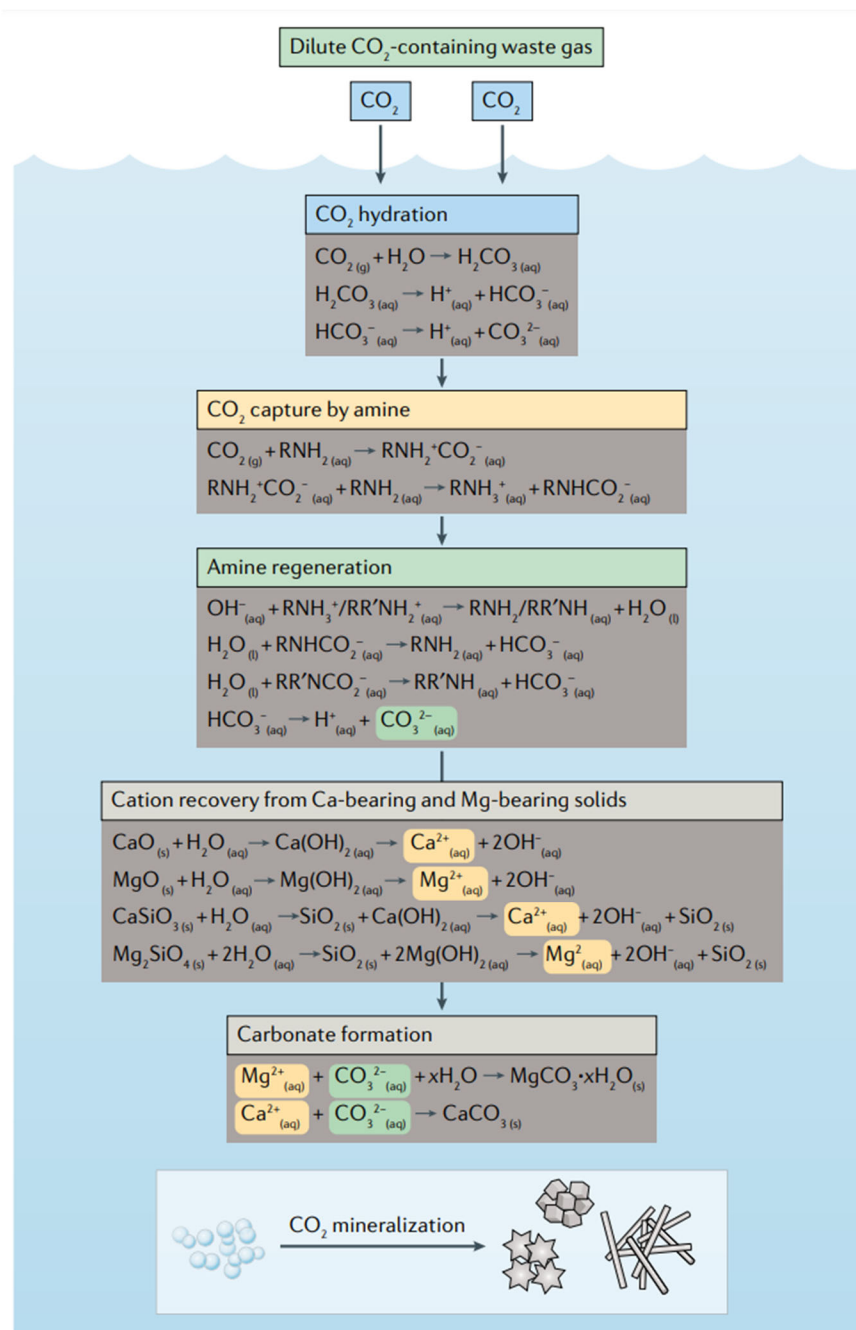 Dilute CO₂-containing waste gas
CO₂ CO₂
CO₂ hydration
CO₂ (g) + H₂O → H₂CO₃ (aq)
H₂CO₃ (aq) → H⁺(aq) + HCO₃⁻(aq)
HCO₃⁻(aq) → H⁺(aq) + CO₃²⁻(aq)
CO₂ capture by amine
CO₂ (g) + RNH₂ (aq) → RNH₂⁺CO₂⁻(aq)
RNH₂⁺CO₂⁻(aq) + RNH₂ (aq) → RNH₃⁺(aq) + RNHCO₂⁻(aq)
Amine regeneration
OH⁻(aq) + RNH₃⁺/RR′NH₂⁺(aq) → RNH₂/RR′NH (aq) + H₂O (l)
H₂O (l) + RNHCO₂⁻(aq) → RNH₂ (aq) + HCO₃⁻(aq)
H₂O (l) + RR′NCO₂⁻(aq) → RR′NH (aq) + HCO₃⁻(aq)
HCO₃⁻(aq) → H⁺(aq) + CO₃²⁻(aq)
Cation recovery from Ca-bearing and Mg-bearing solids
CaO (s) + H₂O (aq) → Ca(OH)₂ (aq) → Ca²⁺(aq) + 2OH⁻(aq)
MgO (s) + H₂O (aq) → Mg(OH)₂ (aq) → Mg²⁺(aq) + 2OH⁻(aq)
CaSiO₃ (s) + H₂O (aq) → SiO₂ (s) + Ca(OH)₂ (aq) → Ca²⁺(aq) + 2OH⁻(aq) + SiO₂ (s)
Mg₂SiO₄ (s) + 2H₂O (aq) → SiO₂ (s) + 2Mg(OH)₂ (aq) → Mg²(aq) + 2OH⁻(aq) + SiO₂ (s)
Carbonate formation
Mg²⁺(aq) + CO₃²⁻(aq) + xH₂O → MgCO₃•xH₂O(s)
Ca²⁺(aq) + CO₃²⁻(aq) → CaCO₃ (s)
CO₂ mineralization